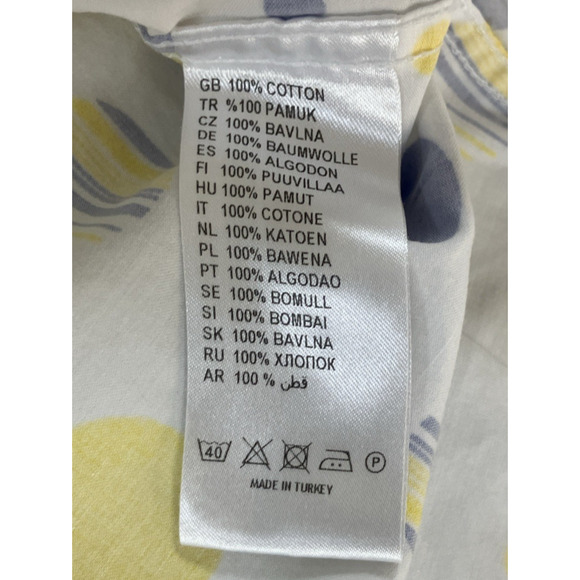 GB 100% COTTON
TR %100 PAMUK
CZ 100% BAVLNA
DE 100% BAUMWOLLE
ES 100% ALGODON
FI 100% PUUVILLAA
HU 100% PAMUT
IT 100% COTONE
NL 100% KATOEN
PL 100% BAWENA
PT 100% ALGODAO
SE 100% BOMULL
SI 100% BOMBAI
SK 100% BAVLNA
RU 100% ХЛОПОК
AR 100 % قطن
40 P
MADE IN TURKEY